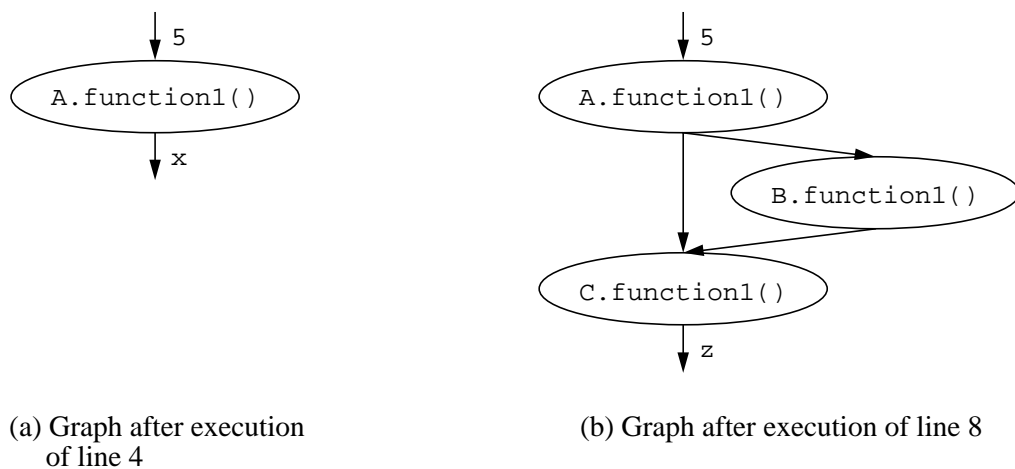 5
A.function1()
x
(a) Graph after execution
of line 4
5
A.function1()
B.function1()
C.function1()
z
(b) Graph after execution of line 8